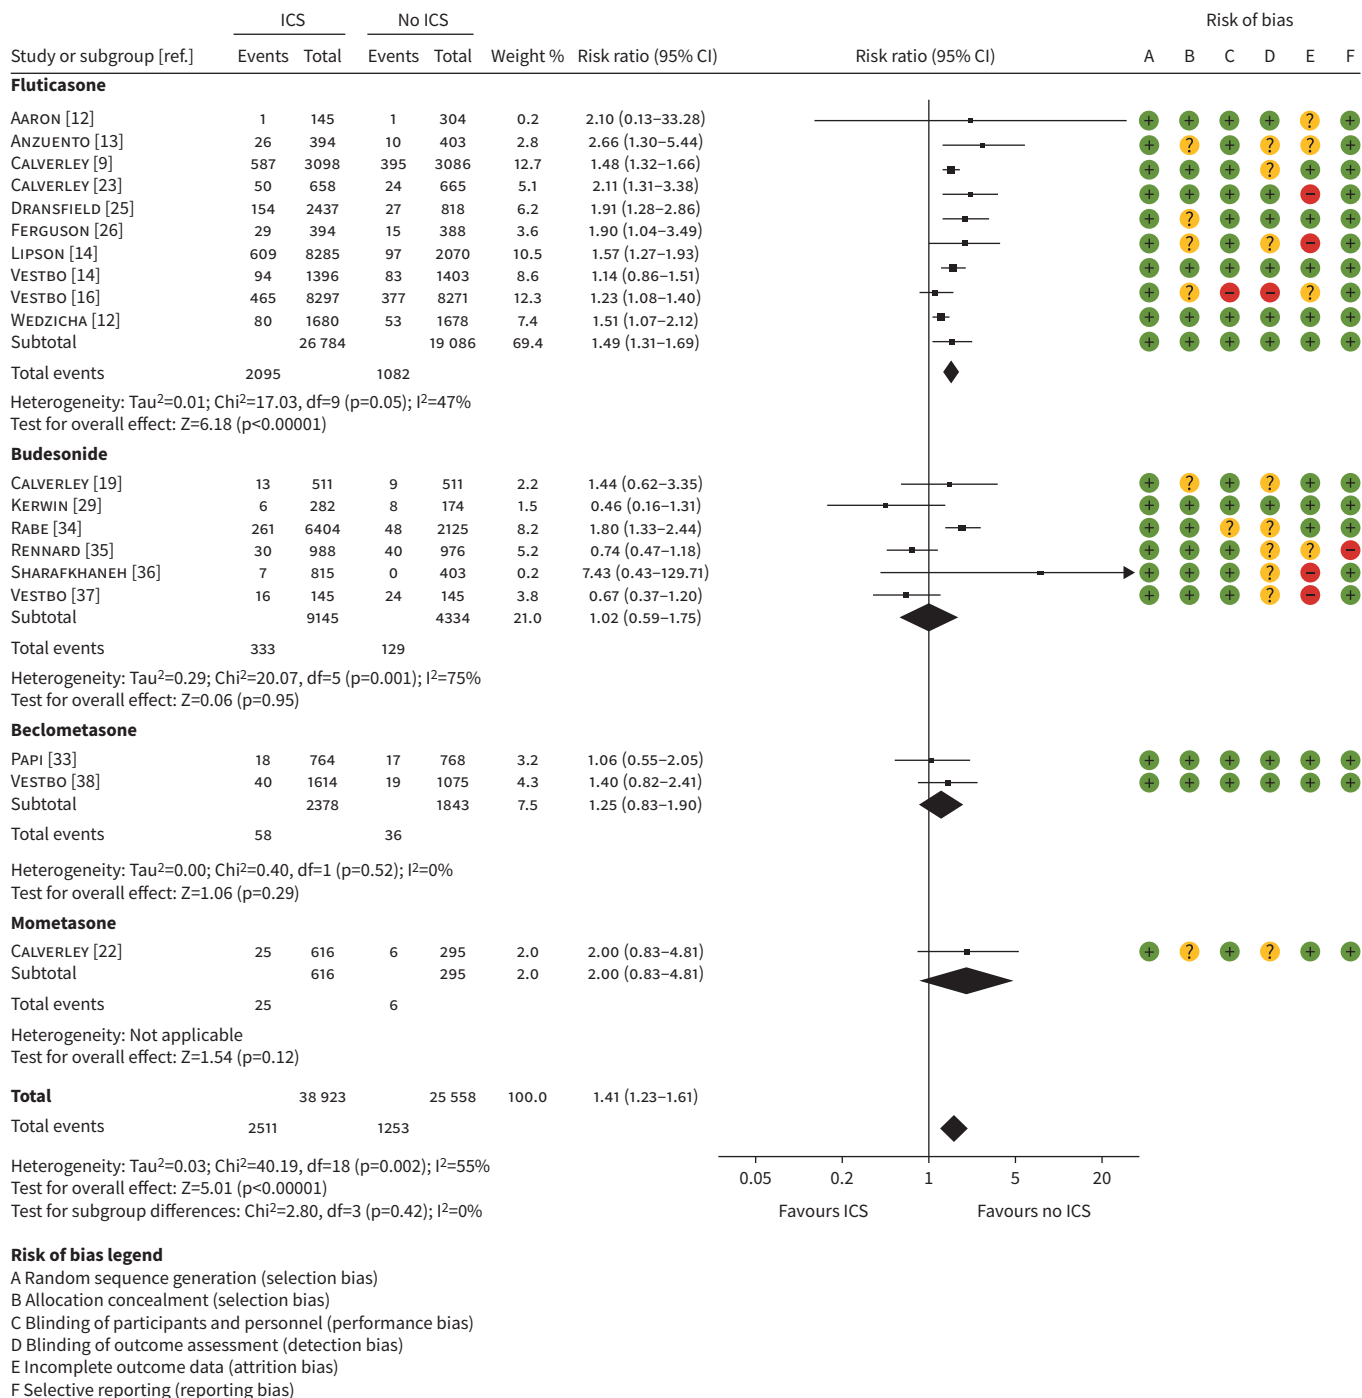 ICS No ICS Risk of bias
Study or subgroup [ref.] Events Total Events Total Weight % Risk ratio (95% CI) Risk ratio (95% CI) A B C D E F
Fluticasone
AARON [12] 1 145 1 304 0.2 2.10 (0.13–33.28) + + + + ? +
ANZUENTO [13] 26 394 10 403 2.8 2.66 (1.30–5.44) + ? + ? ? +
CALVERLEY [9] 587 3098 395 3086 12.7 1.48 (1.32–1.66) + + + ? + +
CALVERLEY [23] 50 658 24 665 5.1 2.11 (1.31–3.38) + + + + − +
DRANSFIELD [25] 154 2437 27 818 6.2 1.91 (1.28–2.86) + ? + + + +
FERGUSON [26] 29 394 15 388 3.6 1.90 (1.04–3.49) + ? + ? − +
LIPSON [14] 609 8285 97 2070 10.5 1.57 (1.27–1.93) + + + + + +
VESTBO [14] 94 1396 83 1403 8.6 1.14 (0.86–1.51) + ? − − ? +
VESTBO [16] 465 8297 377 8271 12.3 1.23 (1.08–1.40) + + + + + +
WEDZICHA [12] 80 1680 53 1678 7.4 1.51 (1.07–2.12) + + + + + +
Subtotal 26 784 19 086 69.4 1.49 (1.31–1.69)
Total events 2095 1082
Heterogeneity: Tau²=0.01; Chi²=17.03, df=9 (p=0.05); I²=47%
Test for overall effect: Z=6.18 (p<0.00001)
Budesonide
CALVERLEY [19] 13 511 9 511 2.2 1.44 (0.62–3.35) + ? + ? + +
KERWIN [29] 6 282 8 174 1.5 0.46 (0.16–1.31) + + + + + +
RABE [34] 261 6404 48 2125 8.2 1.80 (1.33–2.44) + + ? ? + +
RENNARD [35] 30 988 40 976 5.2 0.74 (0.47–1.18) + + + ? ? −
SHARAFKHANEH [36] 7 815 0 403 0.2 7.43 (0.43–129.71) + + + ? − +
VESTBO [37] 16 145 24 145 3.8 0.67 (0.37–1.20) + + + ? − +
Subtotal 9145 4334 21.0 1.02 (0.59–1.75)
Total events 333 129
Heterogeneity: Tau²=0.29; Chi²=20.07, df=5 (p=0.001); I²=75%
Test for overall effect: Z=0.06 (p=0.95)
Beclometasone
PAPI [33] 18 764 17 768 3.2 1.06 (0.55–2.05) + + + + + +
VESTBO [38] 40 1614 19 1075 4.3 1.40 (0.82–2.41) + + + + + +
Subtotal 2378 1843 7.5 1.25 (0.83–1.90)
Total events 58 36
Heterogeneity: Tau²=0.00; Chi²=0.40, df=1 (p=0.52); I²=0%
Test for overall effect: Z=1.06 (p=0.29)
Mometasone
CALVERLEY [22] 25 616 6 295 2.0 2.00 (0.83–4.81) + ? + ? + +
Subtotal 616 295 2.0 2.00 (0.83–4.81)
Total events 25 6
Heterogeneity: Not applicable
Test for overall effect: Z=1.54 (p=0.12)
Total 38 923 25 558 100.0 1.41 (1.23–1.61)
Total events 2511 1253
Heterogeneity: Tau²=0.03; Chi²=40.19, df=18 (p=0.002); I²=55%
Test for overall effect: Z=5.01 (p<0.00001)
Test for subgroup differences: Chi²=2.80, df=3 (p=0.42); I²=0%
0.05 0.2 1 5 20
Favours ICS Favours no ICS
Risk of bias legend
A Random sequence generation (selection bias)
B Allocation concealment (selection bias)
C Blinding of participants and personnel (performance bias)
D Blinding of outcome assessment (detection bias)
E Incomplete outcome data (attrition bias)
F Selective reporting (reporting bias)